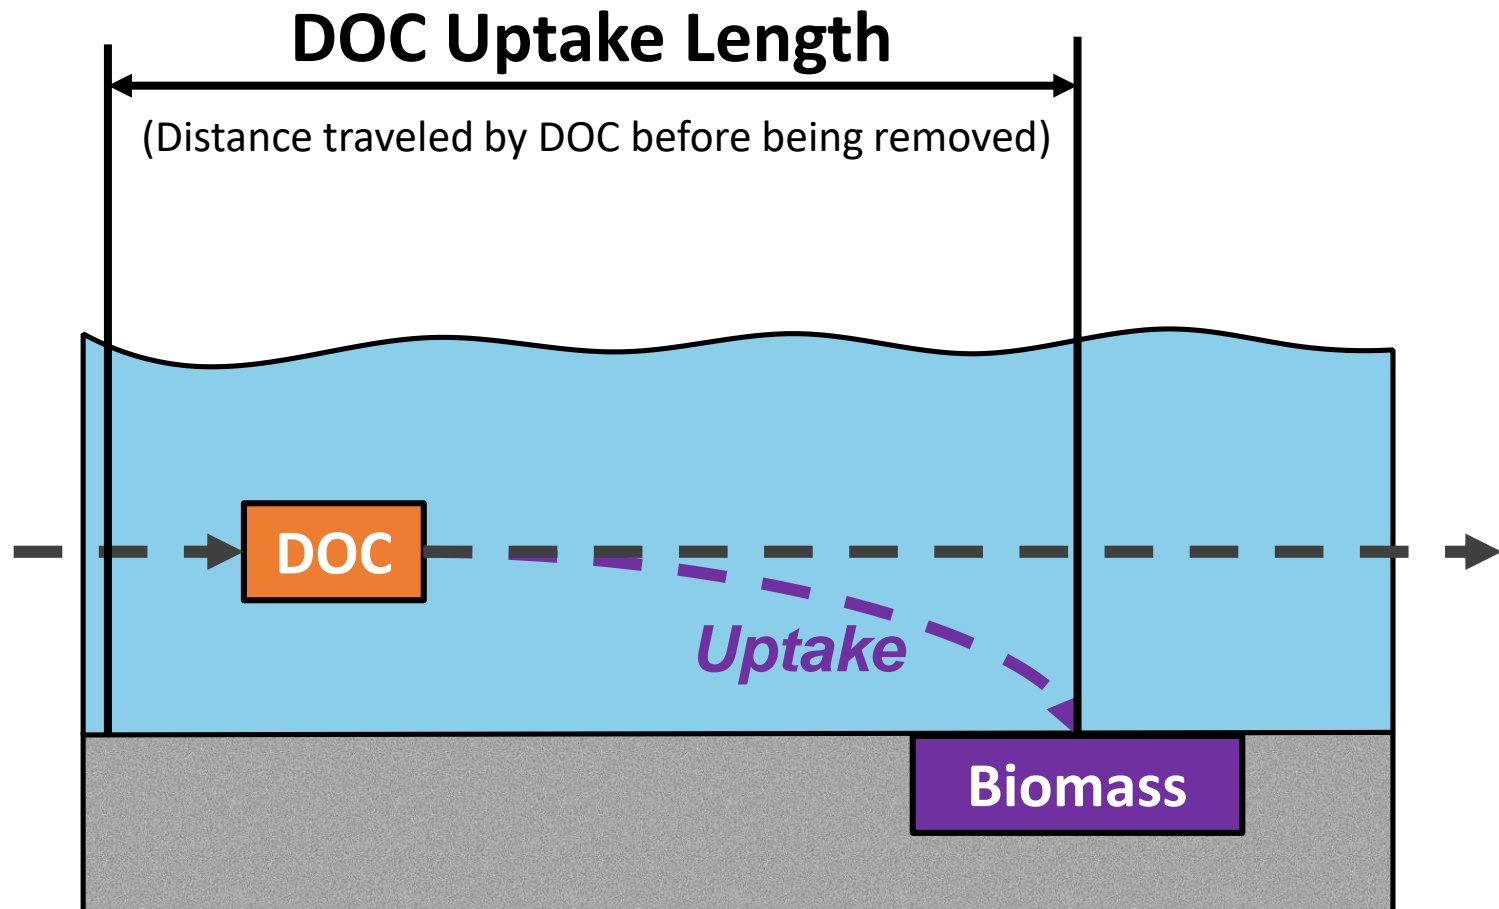 DOC Uptake Length
(Distance traveled by DOC before being removed)
DOC
Uptake
Biomass